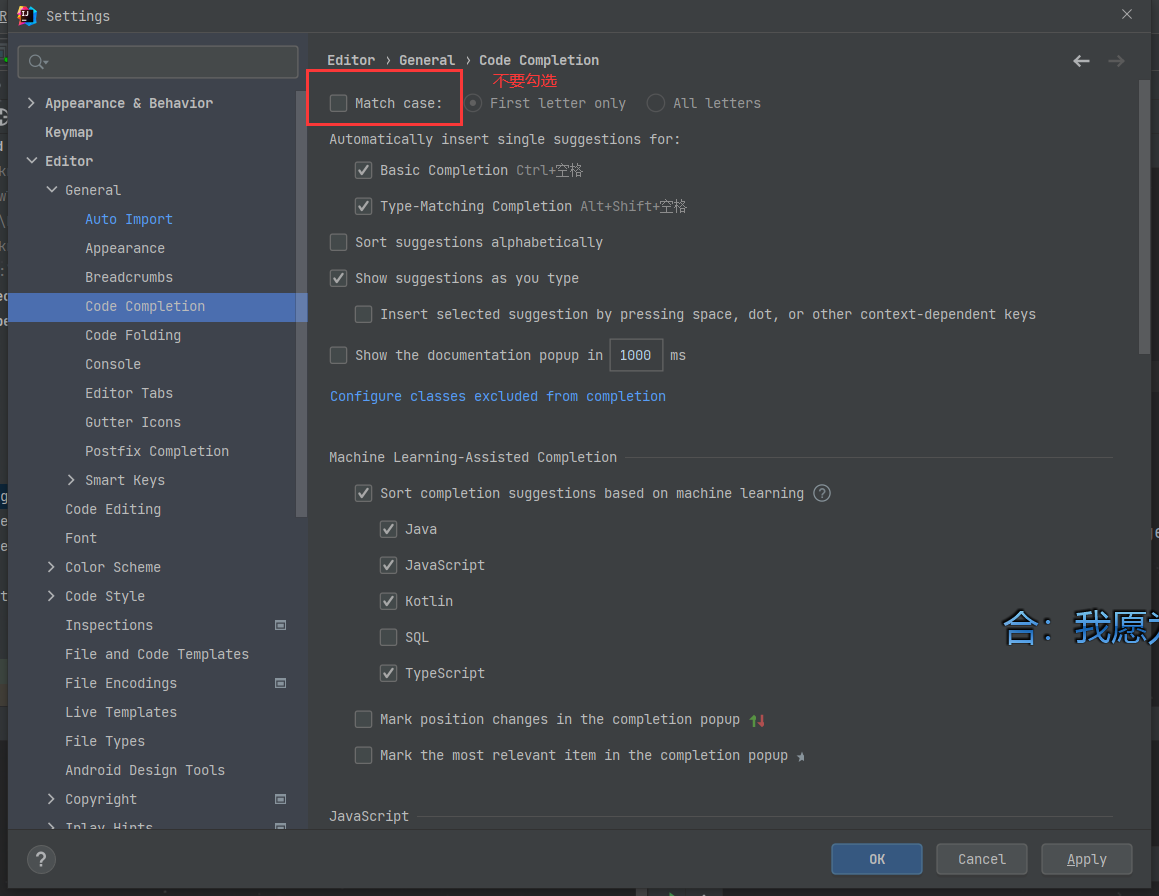 Settings
Editor › General › Code Completion
不要勾选
Match case:
First letter only
All letters
Automatically insert single suggestions for:
Basic Completion Ctrl+空格
Type-Matching Completion Alt+Shift+空格
Sort suggestions alphabetically
Show suggestions as you type
Insert selected suggestion by pressing space, dot, or other context-dependent keys
Show the documentation popup in 1000 ms
Configure classes excluded from completion
Machine Learning-Assisted Completion
Sort completion suggestions based on machine learning ?
Java
JavaScript
Kotlin
SQL
TypeScript
Mark position changes in the completion popup
Mark the most relevant item in the completion popup
JavaScript
Appearance & Behavior
Keymap
Editor
General
Auto Import
Appearance
Breadcrumbs
Code Completion
Code Folding
Console
Editor Tabs
Gutter Icons
Postfix Completion
Smart Keys
Code Editing
Font
Color Scheme
Code Style
Inspections
File and Code Templates
File Encodings
Live Templates
File Types
Android Design Tools
Copyright
Inlay Hints
合：我愿
?
OK
Cancel
Apply